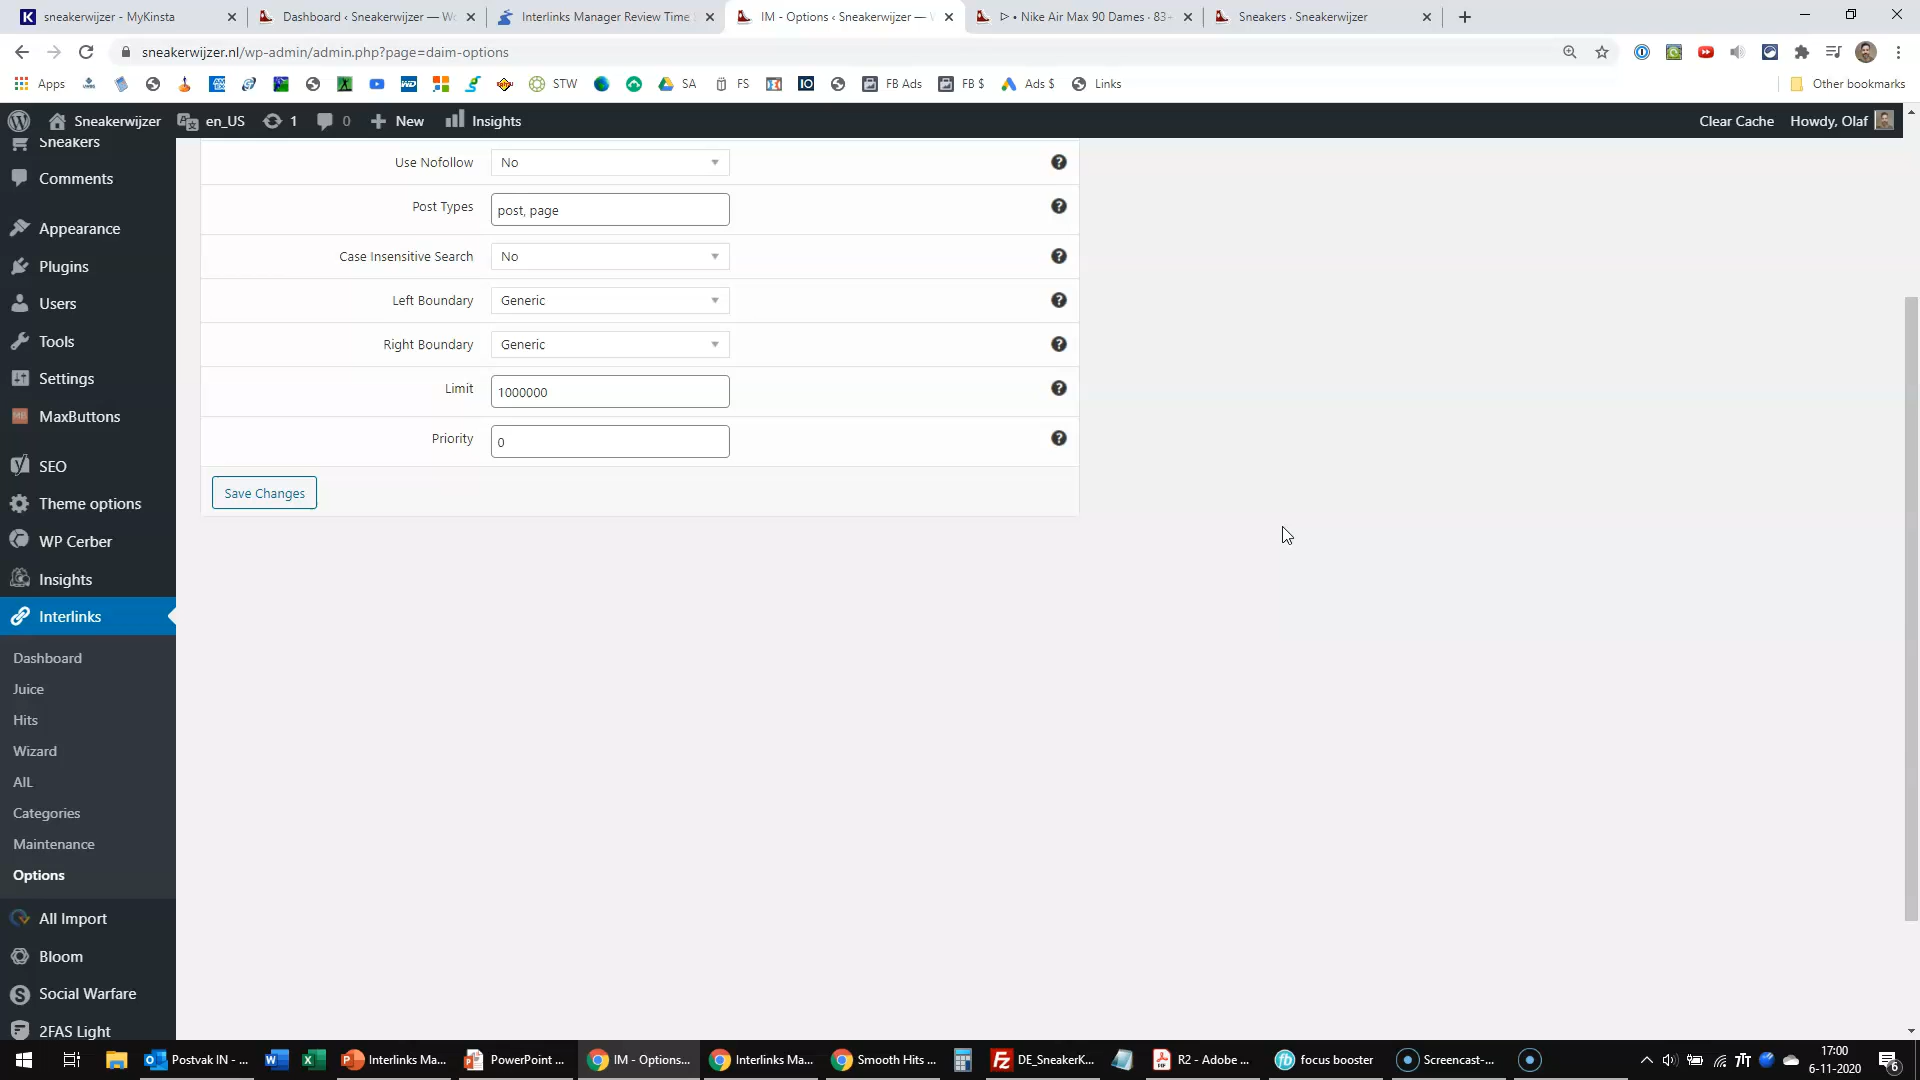 sneakerwijzer - MyKinsta
Dashboard ‹ Sneakerwijzer — Wo
Interlinks Manager Review Time
IM - Options ‹ Sneakerwijzer —
ᐅ • Nike Air Max 90 Dames · 83
Sneakers · Sneakerwijzer
sneakerwijzer.nl/wp-admin/admin.php?page=daim-options
Apps
STW
SA
FS
IO
FB Ads
FB $
Ads $
Links
Other bookmarks
Sneakerwijzer
en_US
1
0
New
Insights
Clear Cache
Howdy, Olaf
Sneakers
Comments
Appearance
Plugins
Users
Tools
Settings
MaxButtons
SEO
Theme options
WP Cerber
Insights
Interlinks
Dashboard
Juice
Hits
Wizard
AIL
Categories
Maintenance
Options
All Import
Bloom
Social Warfare
2FAS Light
Use Nofollow No
Post Types post, page
Case Insensitive Search No
Left Boundary Generic
Right Boundary Generic
Limit 1000000
Priority 0
Save Changes
Postvak IN - ...
Interlinks Ma...
PowerPoint ...
IM - Options...
Interlinks Ma...
Smooth Hits ...
DE_SneakerK...
R2 - Adobe ...
focus booster
Screencast-...
17:00
6-11-2020
6